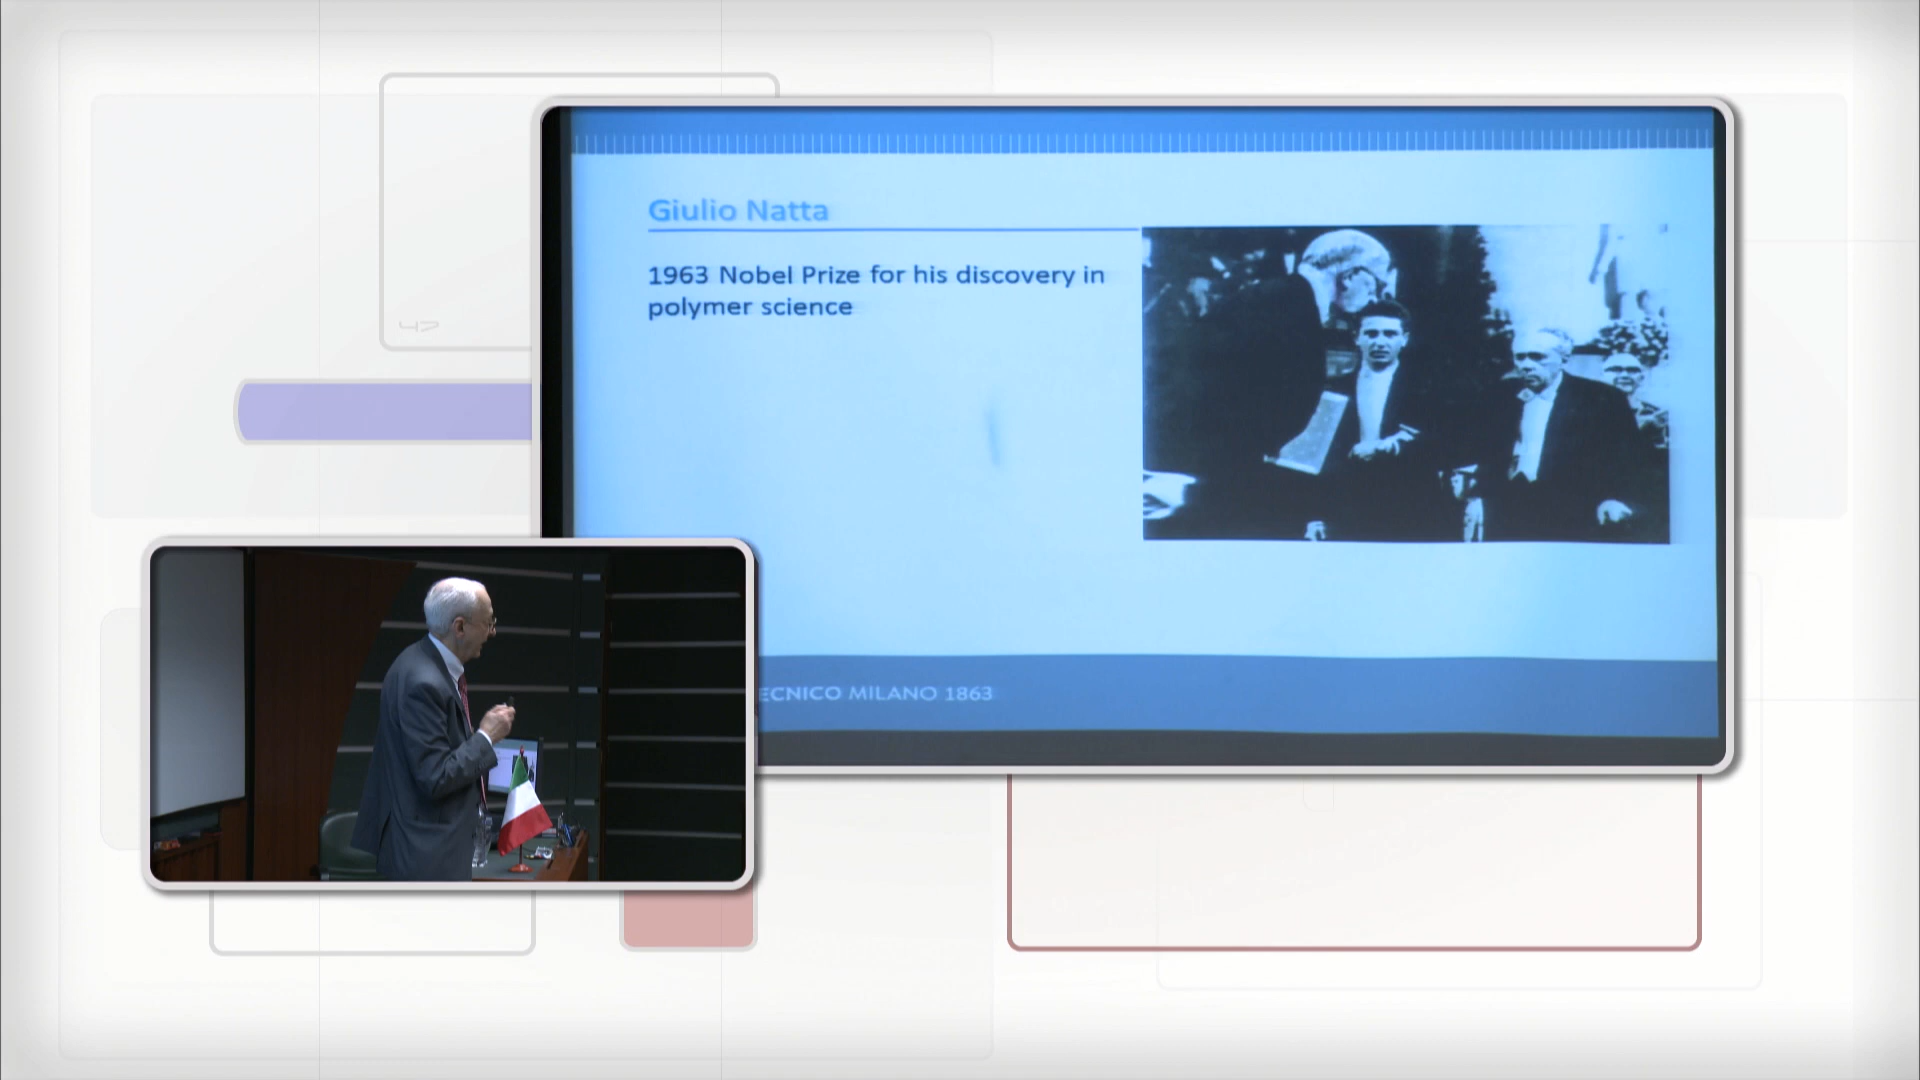 Giulio Natta
1963 Nobel Prize for his discovery in
polymer science
ECNICO MILANO 1863